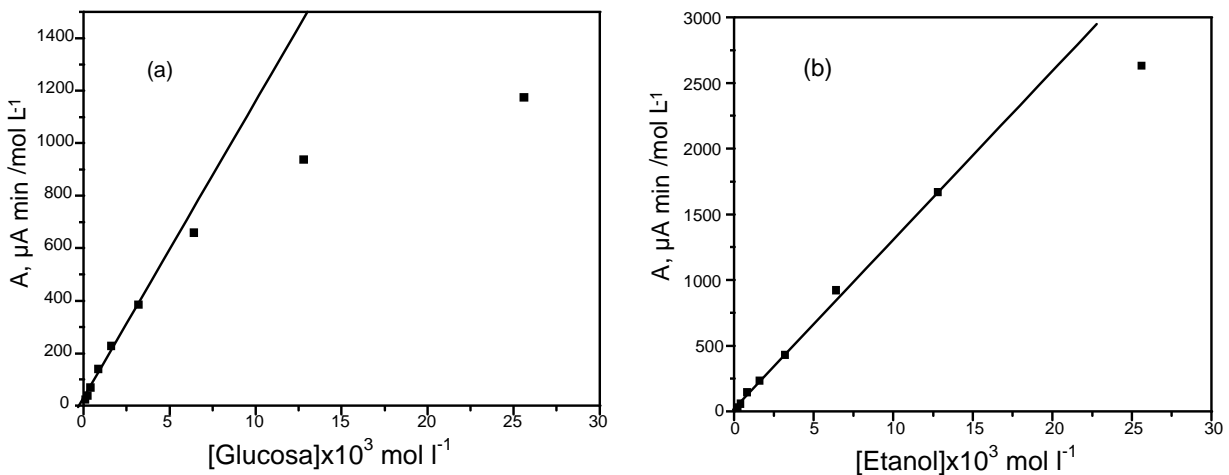 (a)
A, µA min /mol L-1
1400
1200
1000
800
600
400
200
0
0 5 10 15 20 25 30
[Glucosa]x10³ mol l⁻¹
(b)
A, µA min /mol L-1
3000
2500
2000
1500
1000
500
0
0 5 10 15 20 25 30
[Etanol]x10³ mol l⁻¹